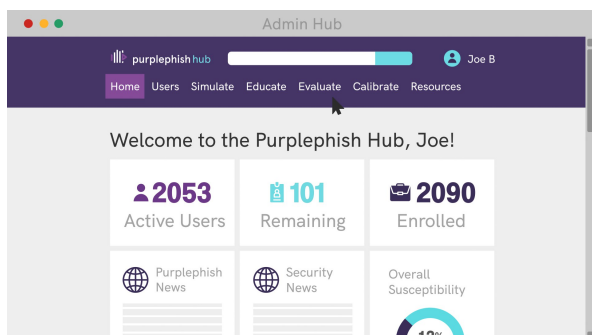 Admin Hub
purplephish hub
Joe B
Home Users Simulate Educate Evaluate Calibrate Resources
Welcome to the Purplephish Hub, Joe!
2053 101 2090
Active Users Remaining Enrolled
Purplephish Security Overall
News News Susceptibility